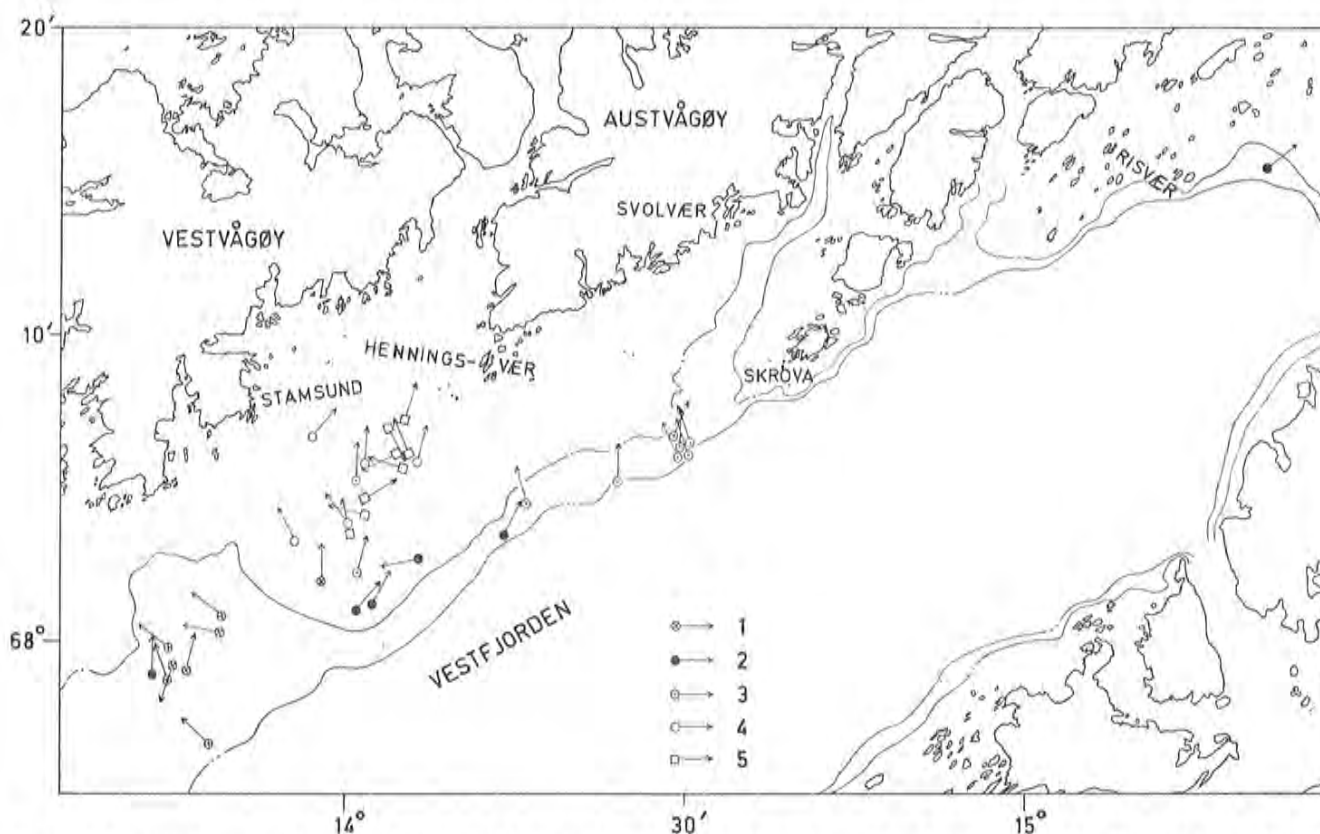 20′
AUSTVÅGØY
RISVÆR
SVOLVÆR
VESTVÅGØY
10′
HENNINGS-VÆR
SKROVA
STAMSUND
68°
VESTFJORDEN
1
2
3
4
5
14°
30′
15°